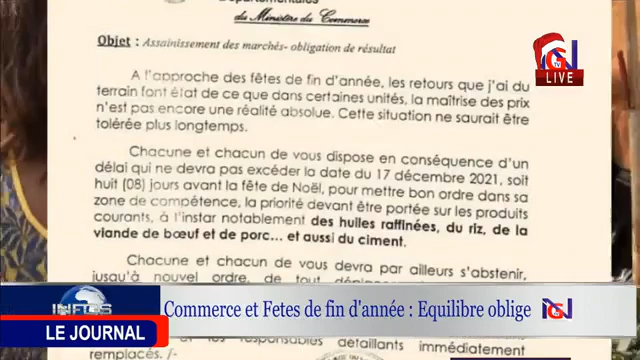 Départementales
du Ministère du Commerce
Objet : Assainissement des marchés- obligation de résultat
A l'approche des fêtes de fin d'année, les retours que j'ai du
terrain font état de ce que dans certaines unités, la maîtrise des prix
n'est pas encore une réalité absolue. Cette situation ne saurait être
tolérée plus longtemps.
Chacune et chacun de vous dispose en conséquence d'un
délai qui ne devra pas excéder la date du 17 décembre 2021, soit
huit (08) jours avant la fête de Noël, pour mettre bon ordre dans sa
zone de compétence, la priorité devant être portée sur les produits
courants, à l'instar notablement des huiles raffinées, du riz, de la
viande de bœuf et de porc... et aussi du ciment.
Chacune et chacun de vous devra par ailleurs s'abstenir,
jusqu'à nouvel ordre, de tout
et les responsables défaillants immédiatement
remplacés. /-
LIVE
INFOS
Commerce et Fetes de fin d'année : Equilibre oblige
LE JOURNAL